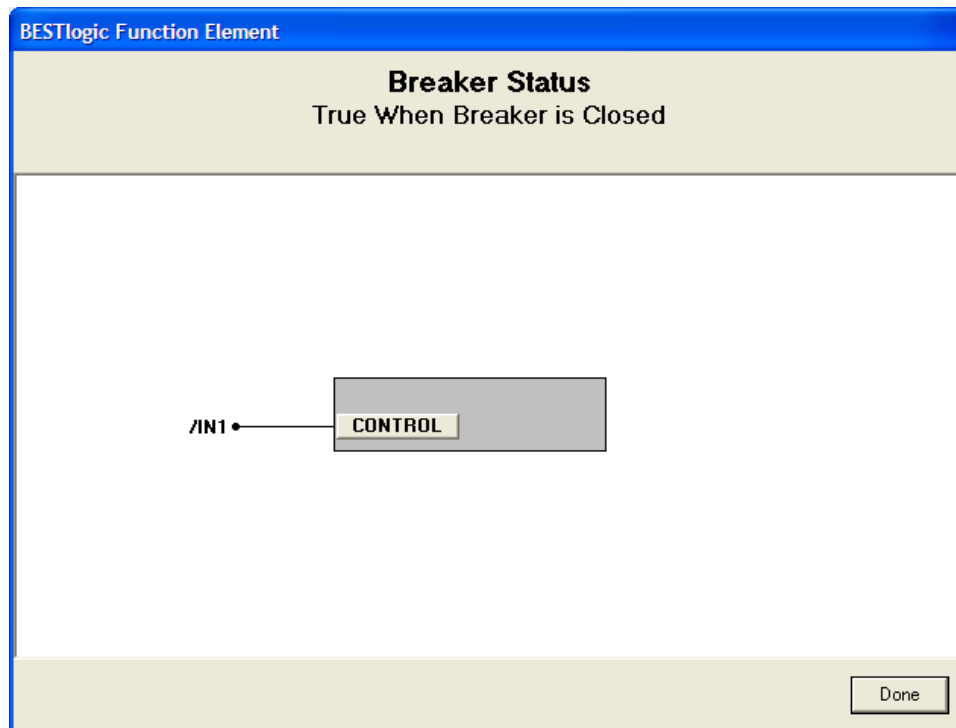 BESTlogic Function Element
Breaker Status
True When Breaker is Closed
/IN1
CONTROL
Done